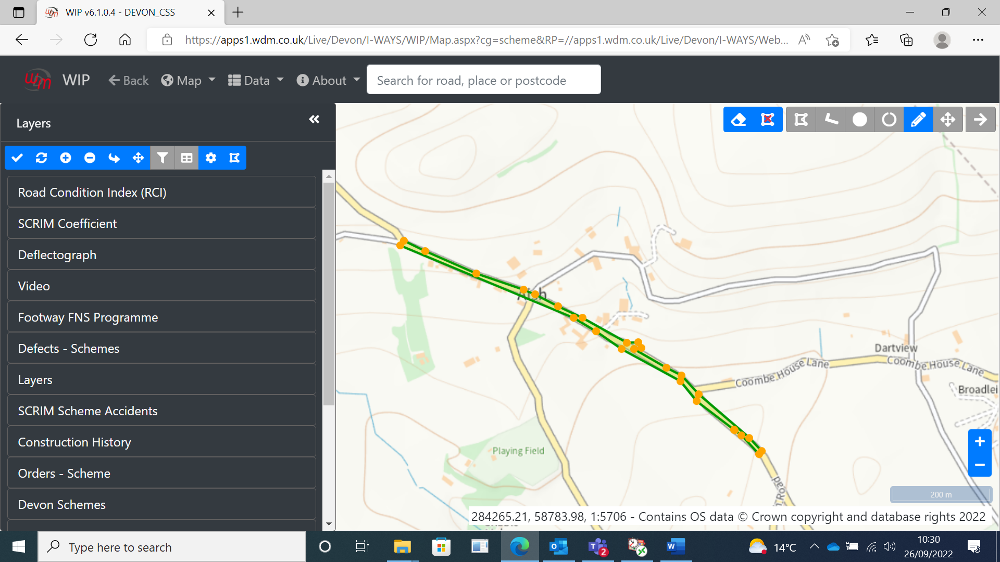 WIP v6.1.0.4 - DEVON_CSS
https://apps1.wdm.co.uk/Live/Devon/I-WAYS/WIP/Map.aspx?cg=scheme&RP=//apps1.wdm.co.uk/Live/Devon/I-WAYS/Web...
wdm WIP Back Map Data About Search for road, place or postcode
Layers
Road Condition Index (RCI)
SCRIM Coefficient
Deflectograph
Video
Footway FNS Programme
Defects - Schemes
Layers
SCRIM Scheme Accidents
Construction History
Orders - Scheme
Devon Schemes
Aish
Dartview
Coombe House Lane
Coombe House Lane
Broadlei
Playing Field
Road
200 m
284265.21, 58783.98, 1:5706 - Contains OS data © Crown copyright and database rights 2022
Type here to search
2
14°C
10:30
26/09/2022